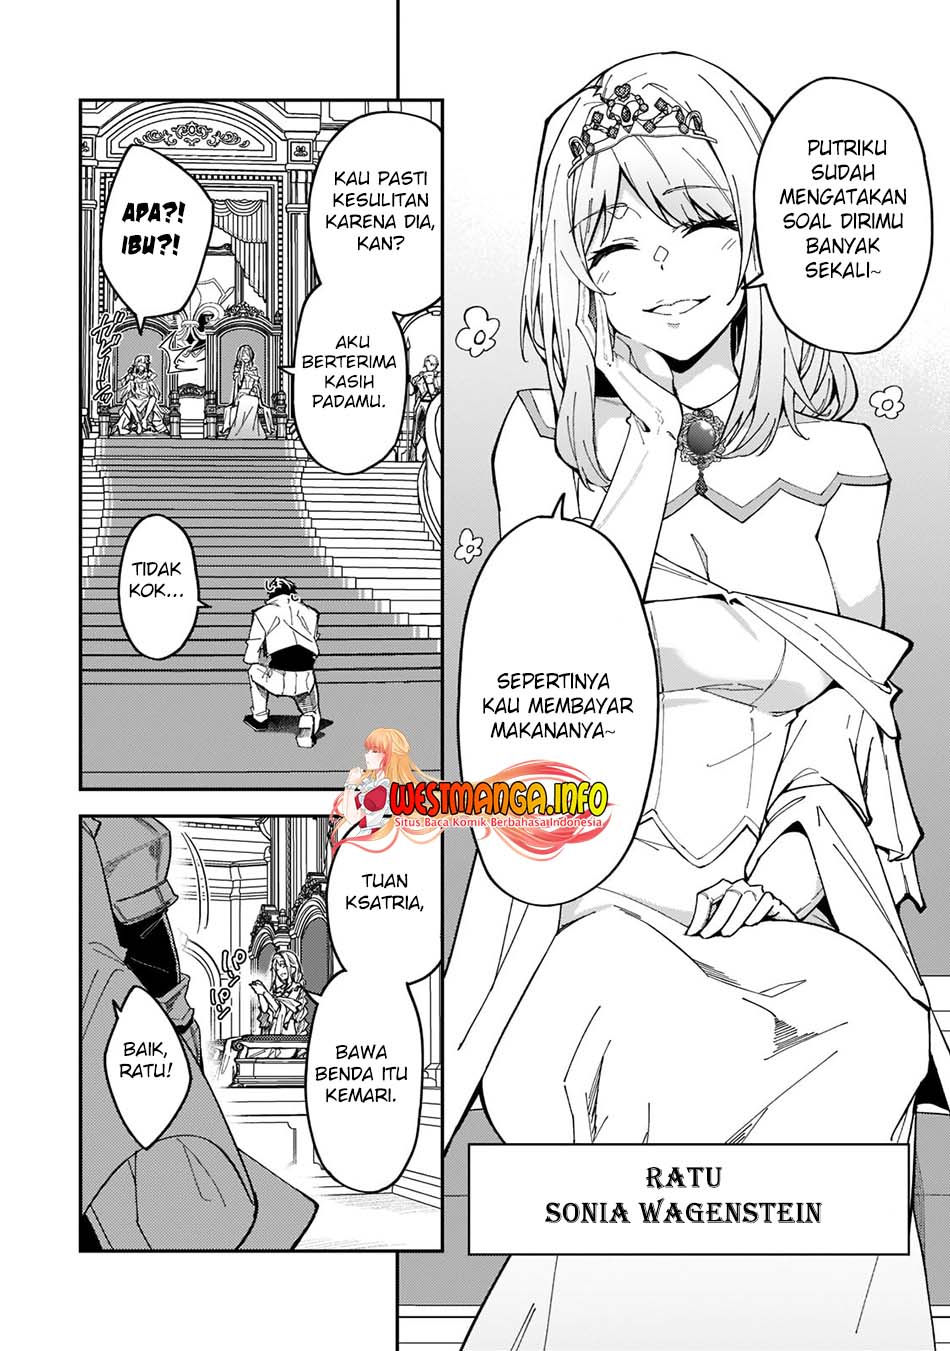 PUTRIKU
SUDAH
MENGATAKAN
SOAL DIRIMU
BANYAK
SEKALI~
SEPERTINYA
KAU MEMBAYAR
MAKANANYA~
RATU
SONIA WAGENSTEIN
KAU PASTI
KESULITAN
KARENA DIA,
KAN?
AKU
BERTERIMA
KASIH
PADAMU.
APA?!
IBU?!
TIDAK
KOK...
WESTMANGA.INFO
Situs Baca Komik Berbahasa Indonesia
TUAN
KSATRIA,
BAWA
BENDA ITU
KEMARI.
BAIK,
RATU!